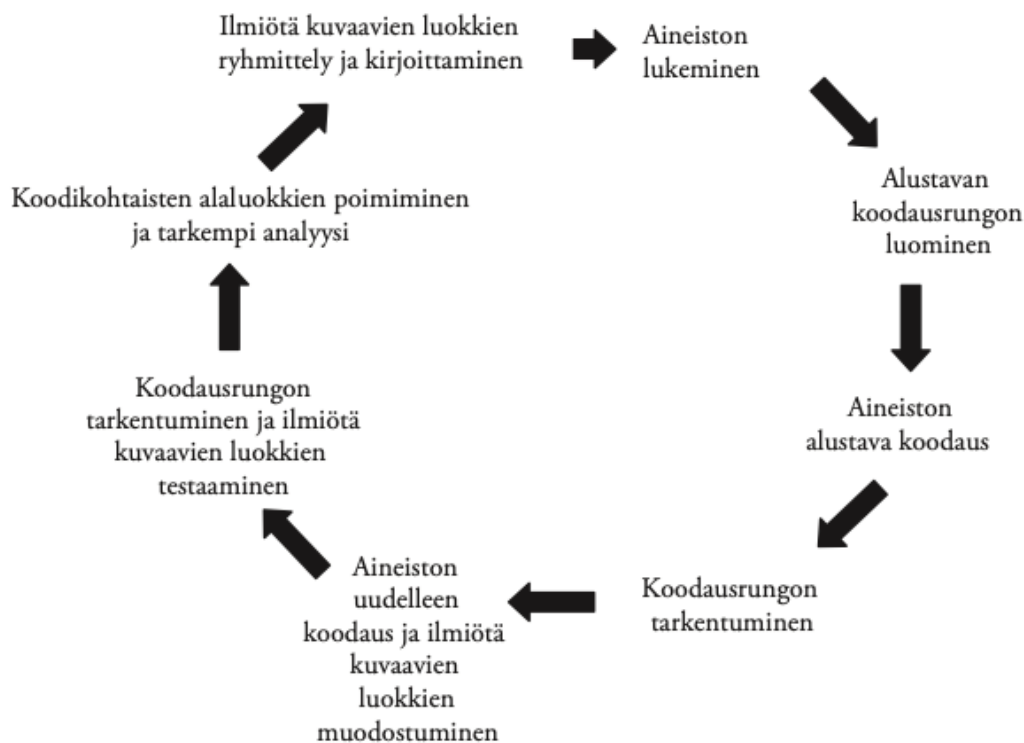 Ilmiötä kuvaavien luokkien
ryhmittely ja kirjoittaminen
Aineiston
lukeminen
Alustavan
koodausrungon
luominen
Aineiston
alustava koodaus
Koodausrungon
tarkentuminen
Aineiston
uudelleen
koodaus ja ilmiötä
kuvaavien
luokkien
muodostuminen
Koodausrungon
tarkentuminen ja ilmiötä
kuvaavien luokkien
testaaminen
Koodikohtaisten alaluokkien poimiminen
ja tarkempi analyysi